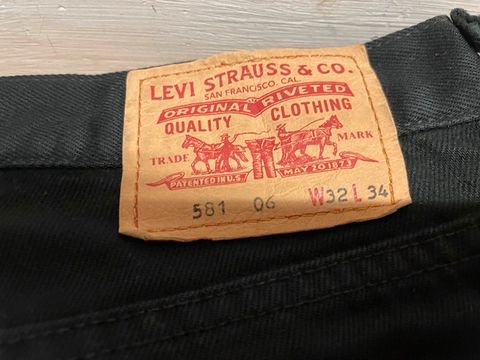 LEVI STRAUSS & CO.
SAN FRANCISCO, CAL.
ORIGINAL RIVETED
QUALITY CLOTHING
TRADE MARK
PATENTED IN U.S. MAY 20 1873
581 06 W32 L 34